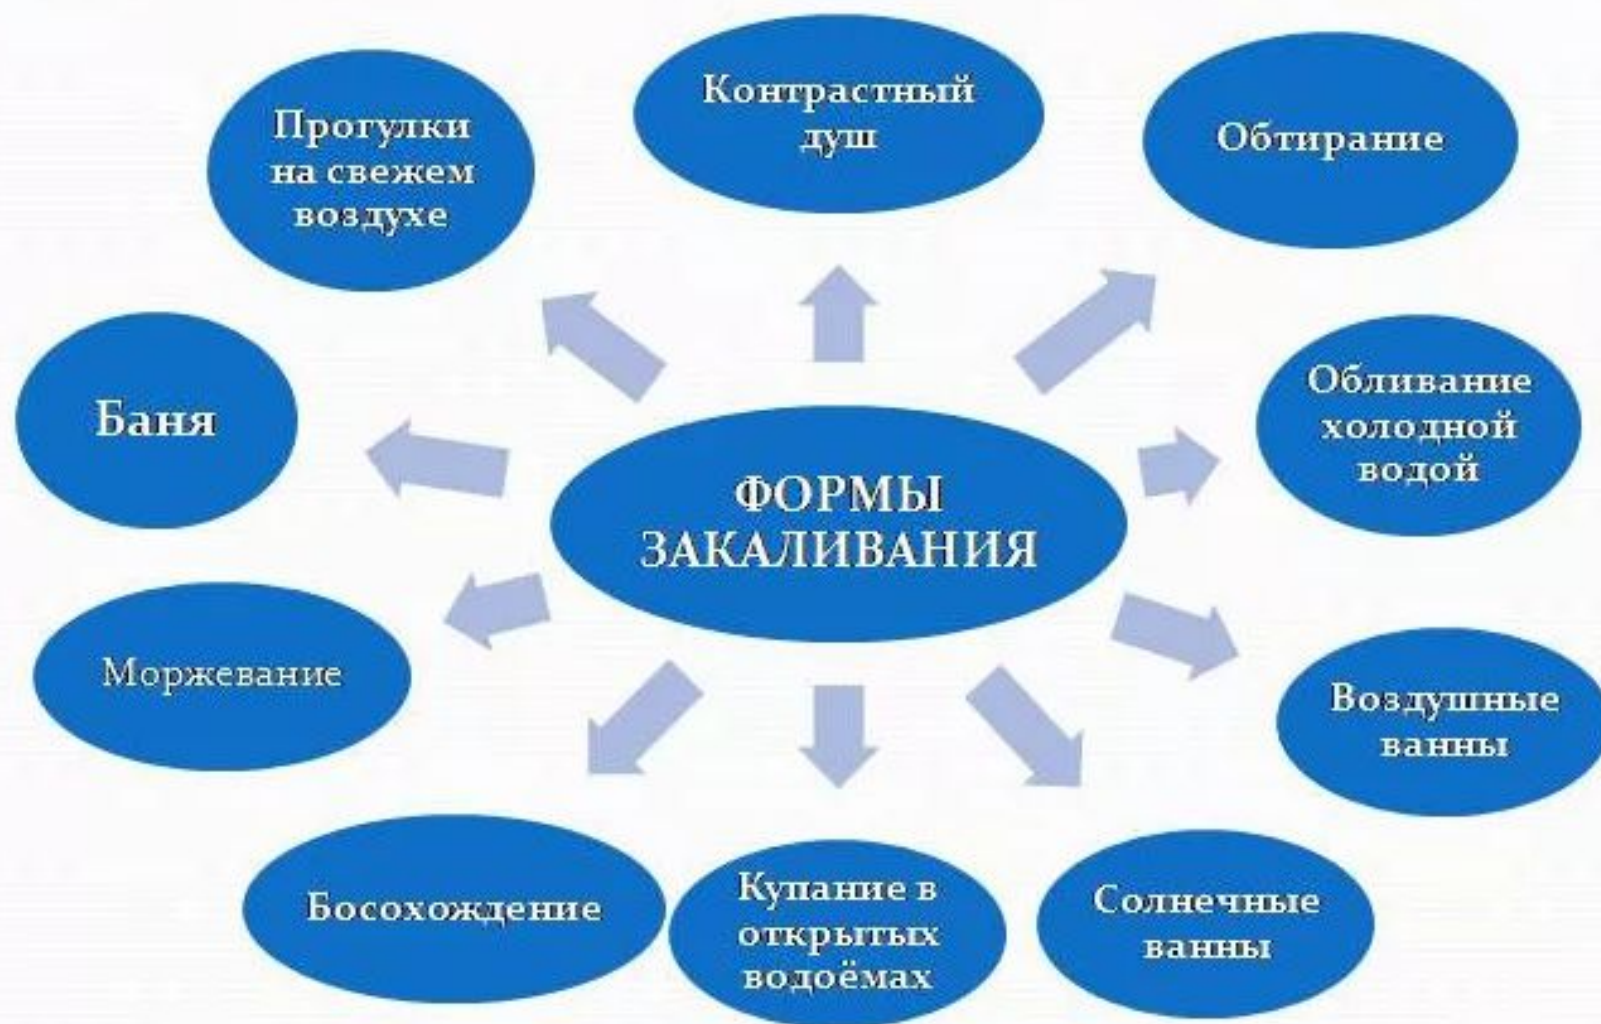 Контрастный
душ
Прогулки
на свежем
воздухе
Обтирание
Баня
Обливание
холодной
водой
ФОРМЫ
ЗАКАЛИВАНИЯ
Моржевание
Воздушные
ванны
Босохождение
Купание в
открытых
водоёмах
Солнечные
ванны